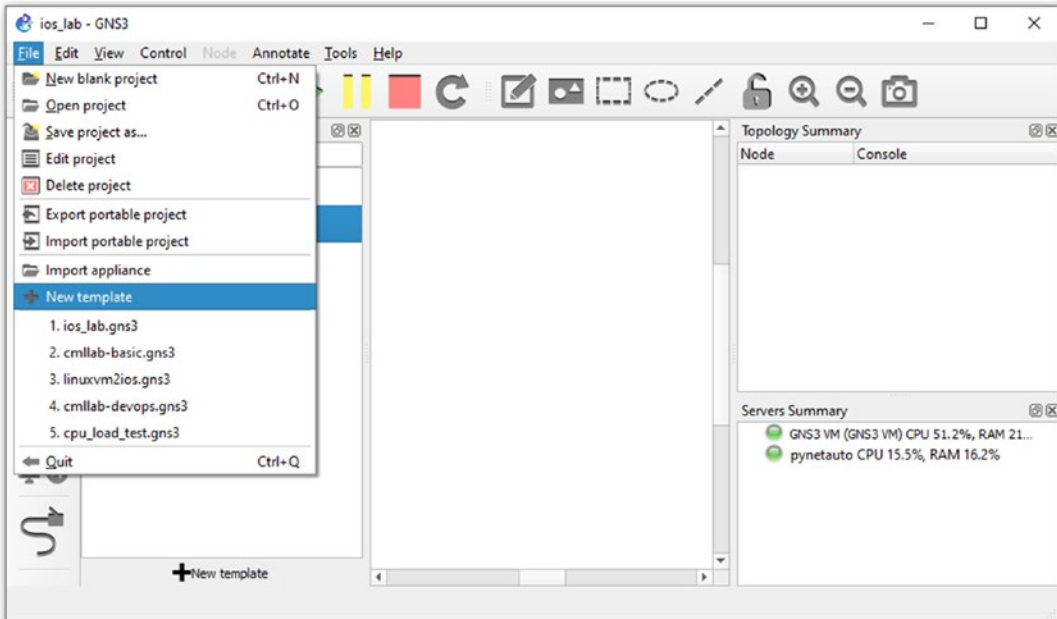 ios_lab - GNS3
File Edit View Control Node Annotate Tools Help
New blank project Ctrl+N
Open project Ctrl+O
Save project as...
Edit project
Delete project
Export portable project
Import portable project
Import appliance
New template
1. ios_lab.gns3
2. cmllab-basic.gns3
3. linuxvm2ios.gns3
4. cmllab-devops.gns3
5. cpu_load_test.gns3
Quit Ctrl+Q
New template
Topology Summary
Node Console
Servers Summary
GNS3 VM (GNS3 VM) CPU 51.2%, RAM 21...
pynetauto CPU 15.5%, RAM 16.2%